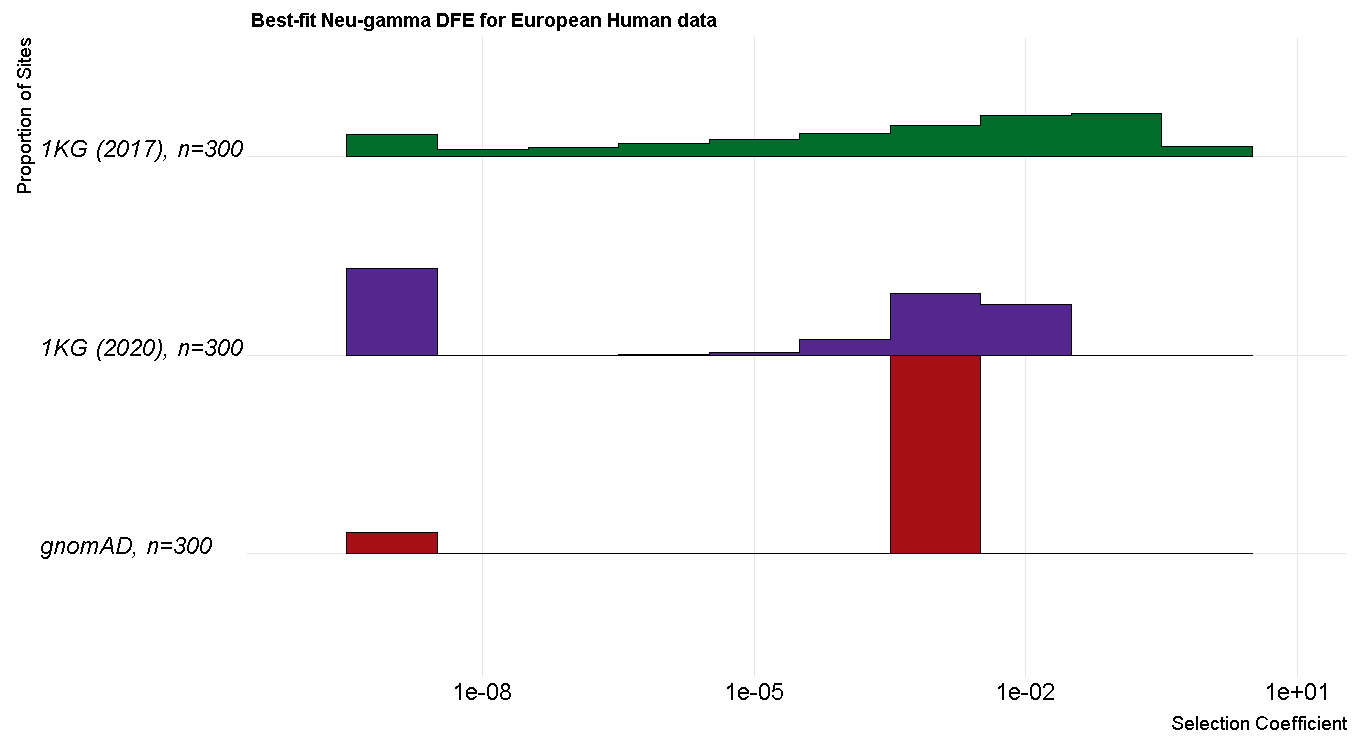 Best-fit Neu-gamma DFE for European Human data
Proportion of Sites
1KG (2017), n=300
1KG (2020), n=300
gnomAD, n=300
1e-08 1e-05 1e-02 1e+01
Selection Coefficient